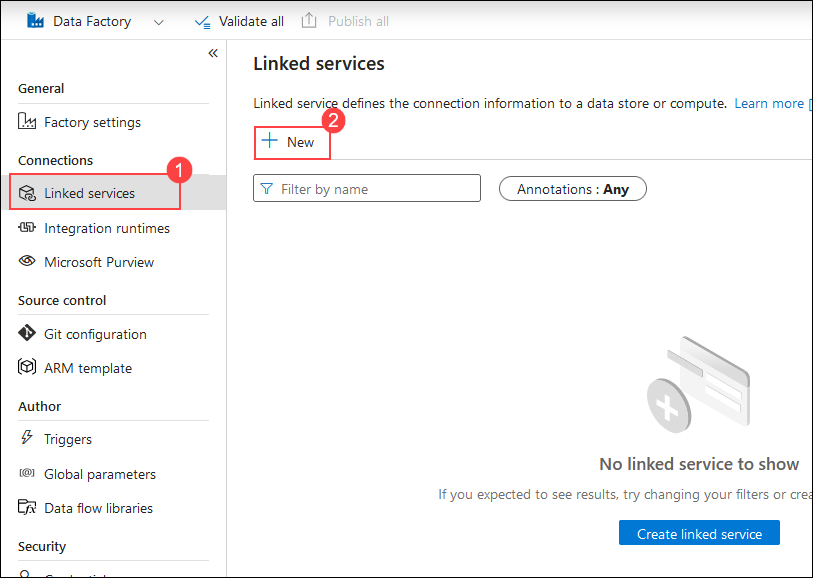 Data Factory
Validate all
Publish all
«
General
Factory settings
Connections
1
Linked services
Integration runtimes
Microsoft Purview
Source control
Git configuration
ARM template
Author
Triggers
Global parameters
Data flow libraries
Security
Linked services
Linked service defines the connection information to a data store or compute. Learn more
2
New
Filter by name
Annotations : Any
No linked service to show
If you expected to see results, try changing your filters or crea
Create linked service